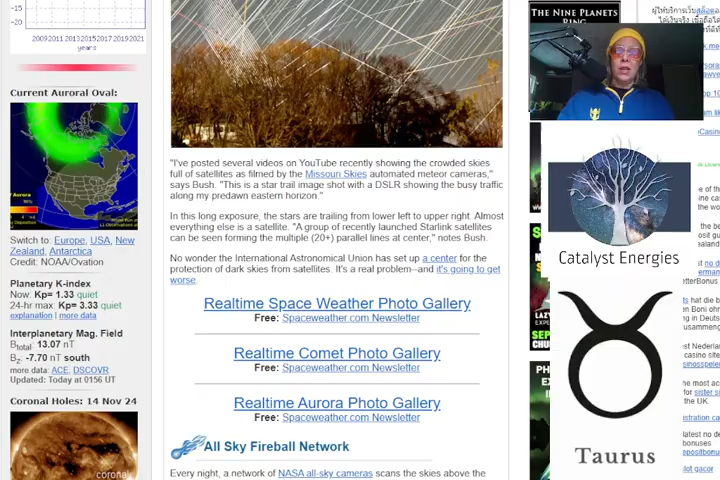 -15
-20
2009 2011 2013 2015 2017 2019 2021
years
Current Auroral Oval:
Switch to: Europe, USA, New
Zealand, Antarctica
Credit: NOAA/Ovation
Planetary K-index
Now: Kp= 1.33 quiet
24-hr max: Kp= 3.33 quiet
explanation | more data
Interplanetary Mag. Field
Btotal: 13.07 nT
Bz: -7.70 nT south
more data: ACE, DSCOVR
Updated: Today at 0156 UT
Coronal Holes: 14 Nov 24
coronal
"I've posted several videos on YouTube recently showing the crowded skies
full of satellites as filmed by the Missouri Skies automated meteor cameras,"
says Bush. "This is a star trail image shot with a DSLR showing the busy traffic
along my predawn eastern horizon."
In this long exposure, the stars are trailing from lower left to upper right. Almost
everything else is a satellite. "A group of recently launched Starlink satellites
can be seen forming the multiple (20+) parallel lines at center," notes Bush.
No wonder the International Astronomical Union has set up a center for the
protection of dark skies from satellites. It's a real problem--and it's going to get
worse.
Realtime Space Weather Photo Gallery
Free: Spaceweather.com Newsletter
Realtime Comet Photo Gallery
Free: Spaceweather.com Newsletter
Realtime Aurora Photo Gallery
Free: Spaceweather.com Newsletter
All Sky Fireball Network
Every night, a network of NASA all-sky cameras scans the skies above the
THE NINE PLANETS
RING
Catalyst Energies
Taurus